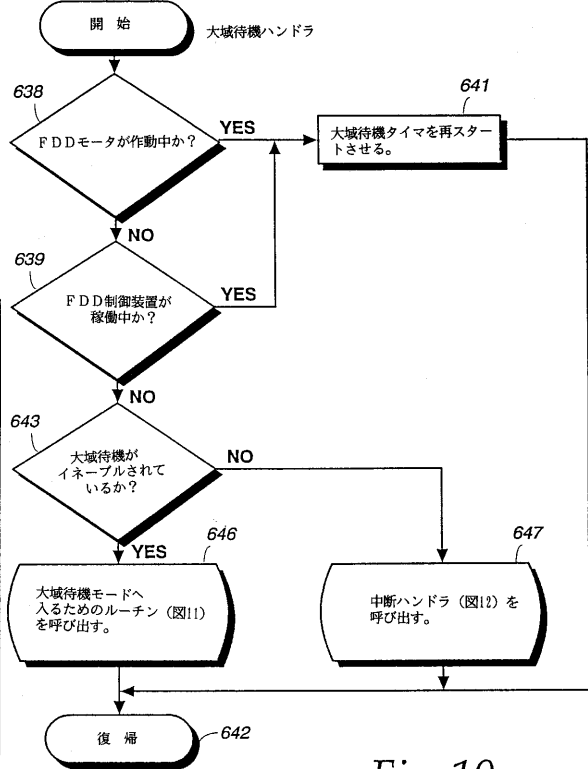 開 始
大域待機ハンドラ
638
FDDモータが作動中か?
YES
641
大域待機タイマを再スター
トさせる。
NO
639
FDD制御装置が
稼働中か?
YES
NO
643
大域待機が
イネーブルされて
いるか?
NO
YES
646
大域待機モードへ
入るためのルーチン(図11)
を呼び出す。
647
中断ハンドラ(図12)を
呼び出す。
復 帰
642
Fig. 10